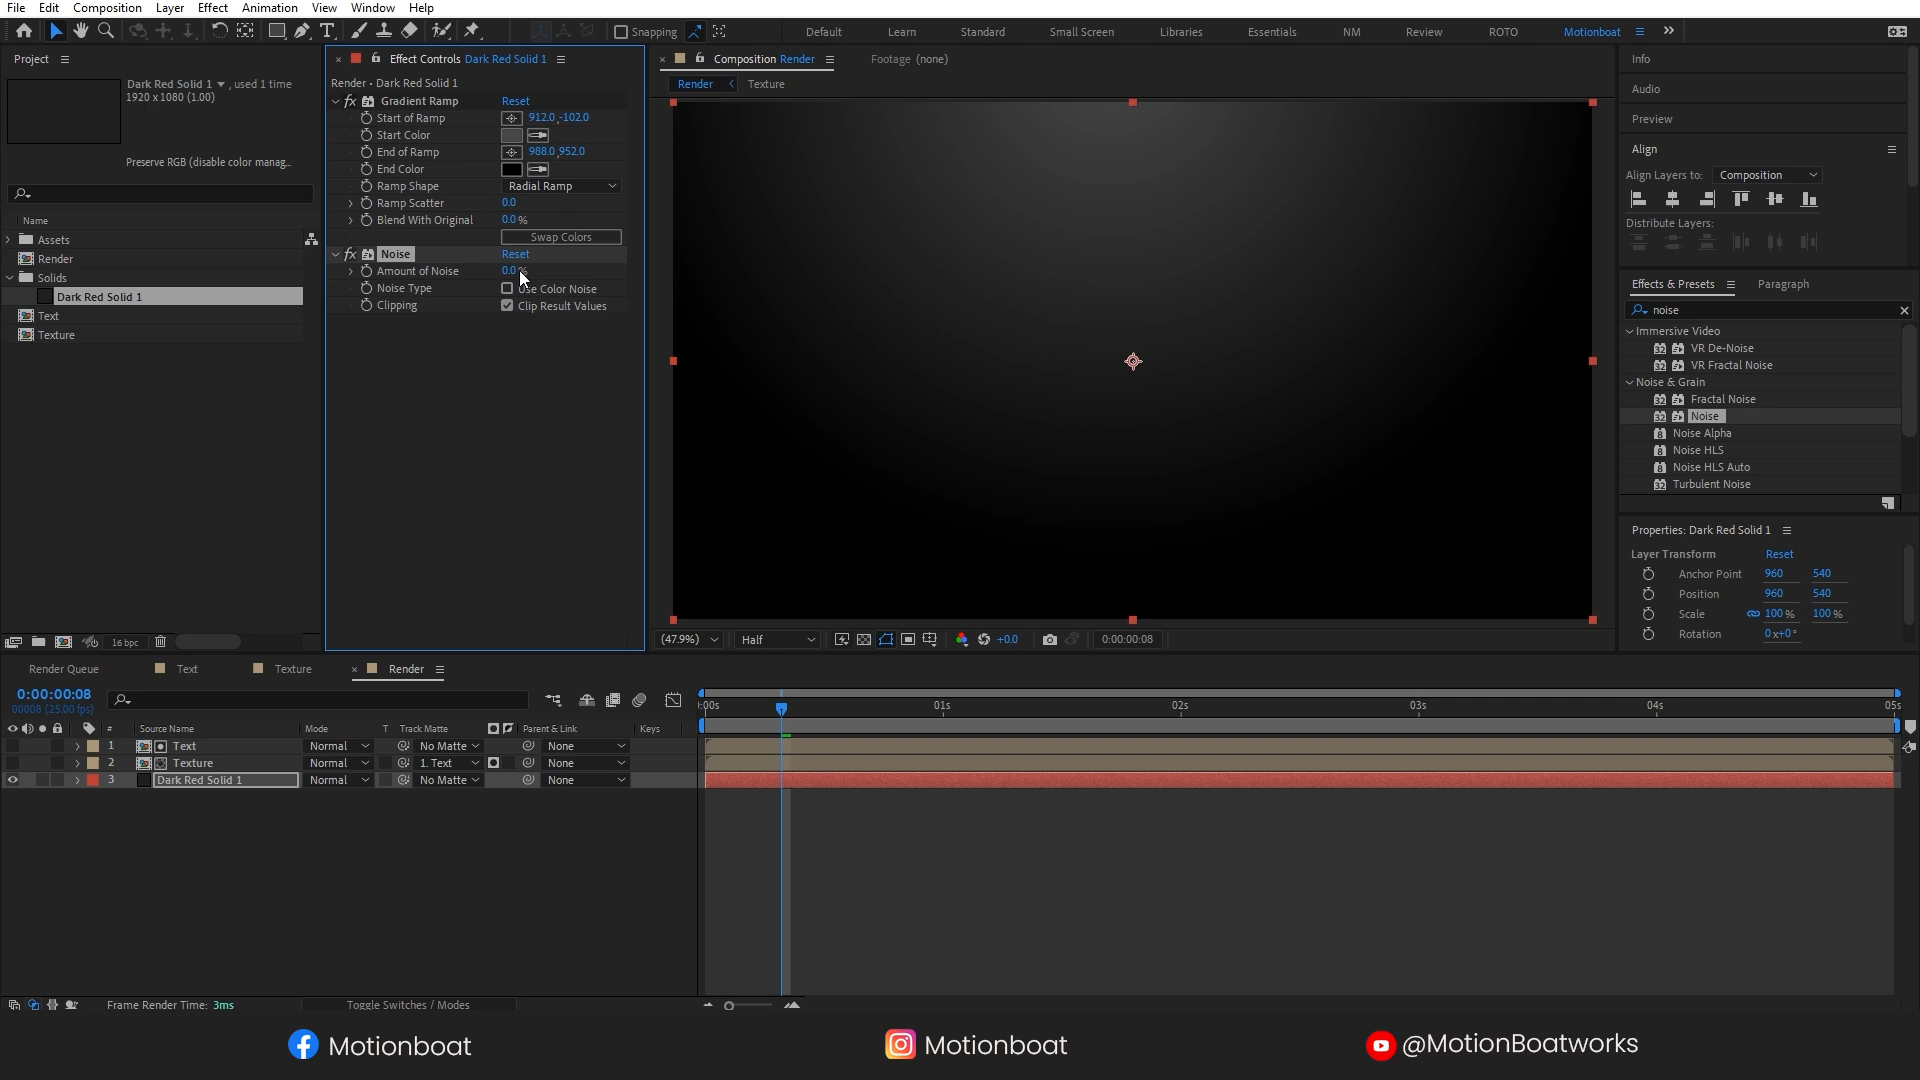 File Edit Composition Layer Effect Animation View Window Help
Snapping
Default Learn Standard Small Screen Libraries Essentials NM Review ROTO Motionboat
Project
Dark Red Solid 1 , used 1 time
1920 x 1080 (1.00)
Preserve RGB (disable color manag..
Name
Assets
Render
Solids
Dark Red Solid 1
Text
Texture
16 bpc
Effect Controls Dark Red Solid 1
Render • Dark Red Solid 1
fx Gradient Ramp Reset
Start of Ramp 912.0,-102.0
Start Color
End of Ramp 988.0,952.0
End Color
Ramp Shape Radial Ramp
Ramp Scatter 0.0
Blend With Original 0.0 %
Swap Colors
fx Noise Reset
Amount of Noise 0.0 %
Noise Type Use Color Noise
Clipping Clip Result Values
Composition Render Footage (none)
Render Texture
(47.9%) Half +0.0 0:00:00:08
Info
Audio
Preview
Align
Align Layers to: Composition
Distribute Layers:
Effects & Presets Paragraph
noise
Immersive Video
32 VR De-Noise
32 VR Fractal Noise
Noise & Grain
32 Fractal Noise
32 Noise
8 Noise Alpha
8 Noise HLS
8 Noise HLS Auto
32 Turbulent Noise
Properties: Dark Red Solid 1
Layer Transform Reset
Anchor Point 960 540
Position 960 540
Scale 100 % 100 %
Rotation 0x+0°
Render Queue Text Texture Render
0:00:00:08
00008 (25.00 fps)
# Source Name Mode T Track Matte Parent & Link Keys
1 Text Normal No Matte None
2 Texture Normal 1. Text None
3 Dark Red Solid 1 Normal No Matte None
):00s 01s 02s 03s 04s 05s
Frame Render Time: 3ms Toggle Switches / Modes
Motionboat Motionboat @MotionBoatworks